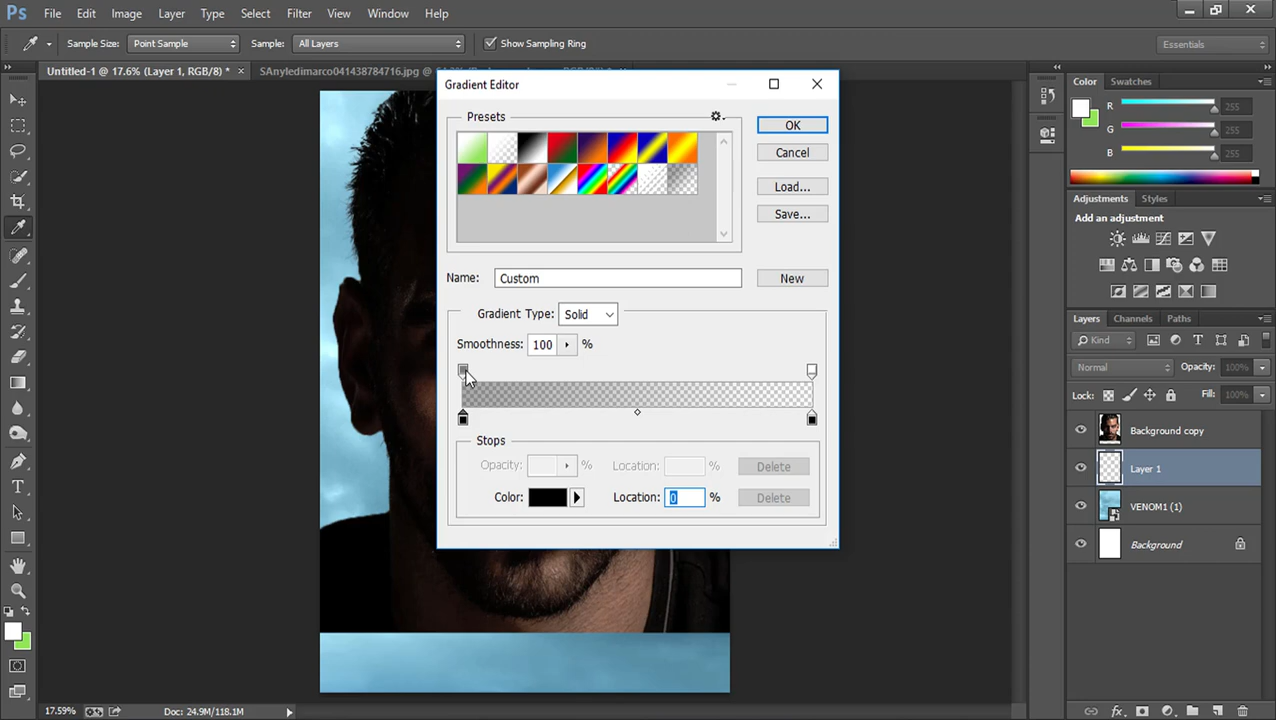 Ps File Edit Image Layer Type Select Filter View Window Help
Sample Size: Point Sample Sample: All Layers Show Sampling Ring Essentials
Untitled-1 @ 17.6% (Layer 1, RGB/8) * × SAnyledimarco041438784716.jpg @
Gradient Editor
Presets
OK
Cancel
Load...
Save...
Name: Custom New
Gradient Type: Solid
Smoothness: 100 %
Stops
Opacity: % Location: % Delete
Color: Location: 0 % Delete
Color Swatches
R 255
G 255
B 255
Adjustments Styles
Add an adjustment
Layers Channels Paths
Kind
Normal Opacity: 100%
Lock: Fill: 100%
Background copy
Layer 1
VENOM1 (1)
Background
17.59% Doc: 24.9M/118.1M